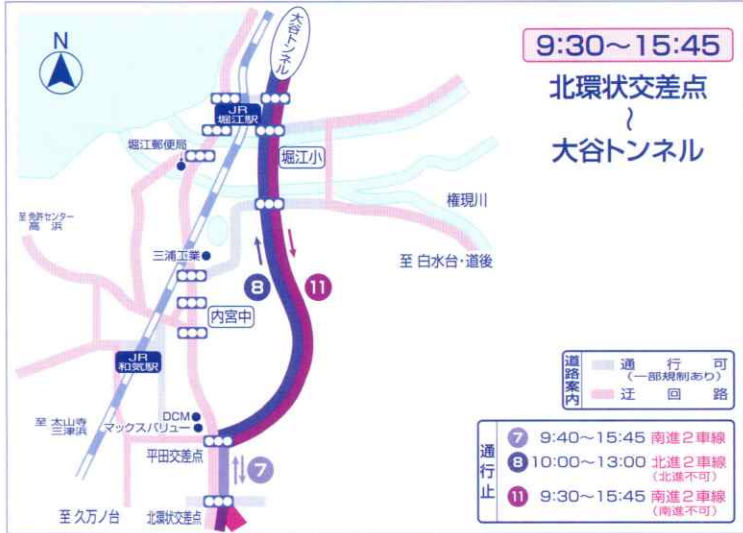 9:30～15:45
北環状交差点
～
大谷トンネル
N
大谷トンネル
JR
堀江駅
堀江郵便局
堀江小
権現川
至 免許センター
高浜
三浦工業
至 白水台・道後
8
11
内宮中
JR
和気駅
DCM
マックスバリュー
至 太山寺
三津浜
平田交差点
7
至 久万ノ台
北環状交差点
道路案内
通行可
(一部規制あり)
迂回路
通行止
7 9:40～15:45 南進2車線
8 10:00～13:00 北進2車線
(北進不可)
11 9:30～15:45 南進2車線
(南進不可)